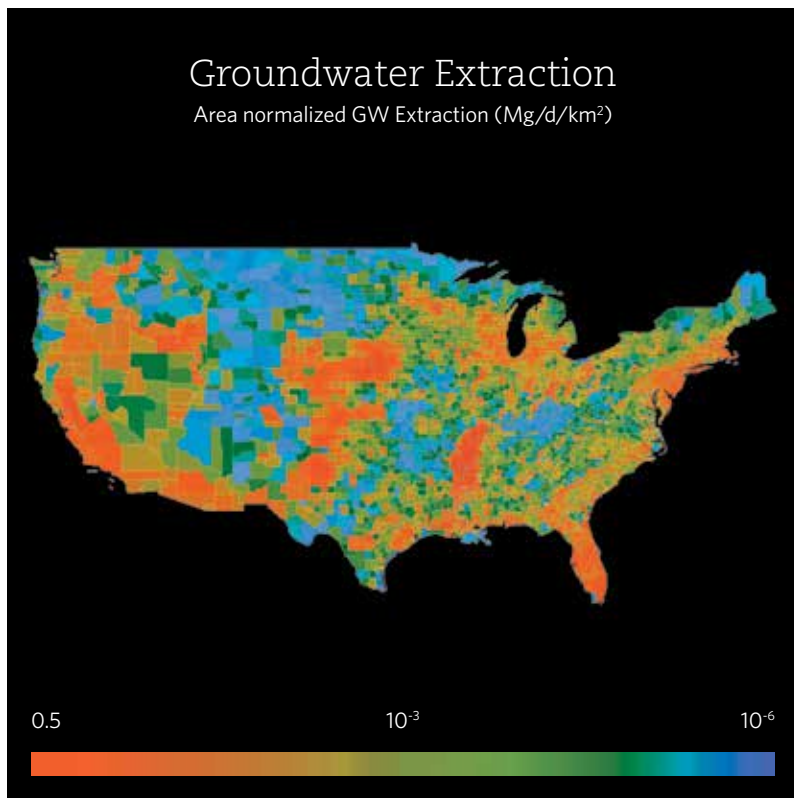 Groundwater Extraction
Area normalized GW Extraction (Mg/d/km²)
0.5 10⁻³ 10⁻⁶